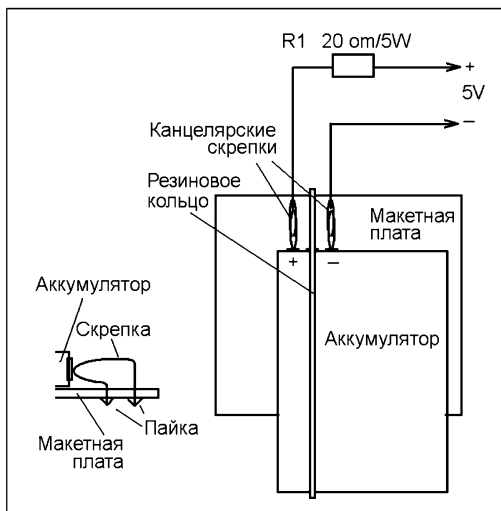 R1 20 om/5W
+
5V
–
Канцелярские
скрепки
Резиновое
кольцо
Макетная
плата
+ –
Аккумулятор
Аккумулятор
Скрепка
Пайка
Макетная
плата